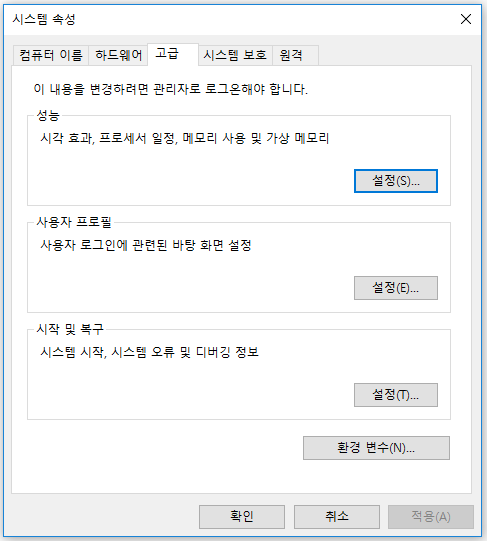 시스템 속성
컴퓨터 이름 하드웨어 고급 시스템 보호 원격
이 내용을 변경하려면 관리자로 로그온해야 합니다.
성능
시각 효과, 프로세서 일정, 메모리 사용 및 가상 메모리
설정(S)...
사용자 프로필
사용자 로그인에 관련된 바탕 화면 설정
설정(E)...
시작 및 복구
시스템 시작, 시스템 오류 및 디버깅 정보
설정(T)...
환경 변수(N)...
확인 취소 적용(A)